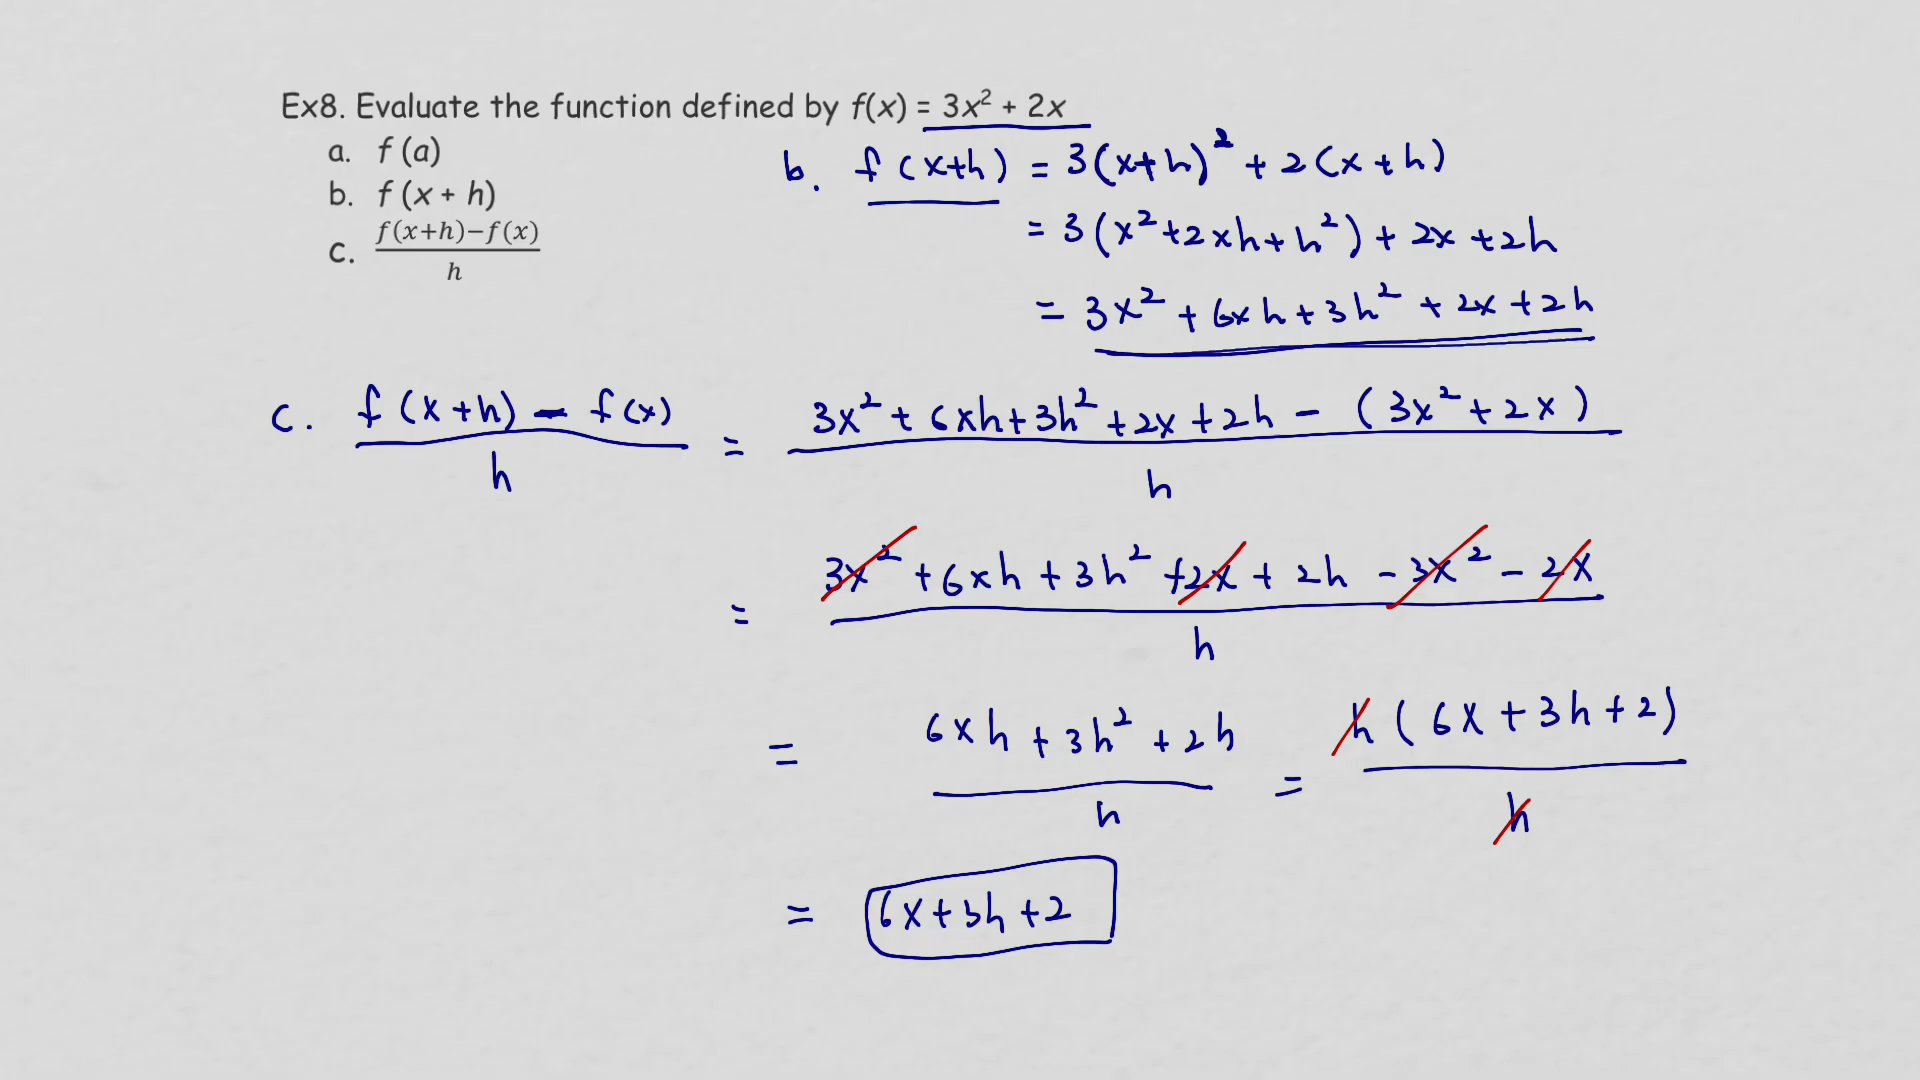 Ex8. Evaluate the function defined by f(x) = 3x² + 2x
a. f (a)
b. f (x + h)
c. f(x+h)−f(x) / h
b. f(x+h) = 3(x+h)² + 2(x+h)
= 3(x²+2xh+h²) + 2x +2h
= 3x² + 6xh + 3h² + 2x + 2h
c. f(x+h) − f(x) / h = 3x² + 6xh + 3h² + 2x + 2h − (3x² + 2x) / h
= 3x² + 6xh + 3h² + 2x + 2h − 3x² − 2x / h
= 6xh + 3h² + 2h / h = h(6x + 3h + 2) / h
= 6x + 3h + 2